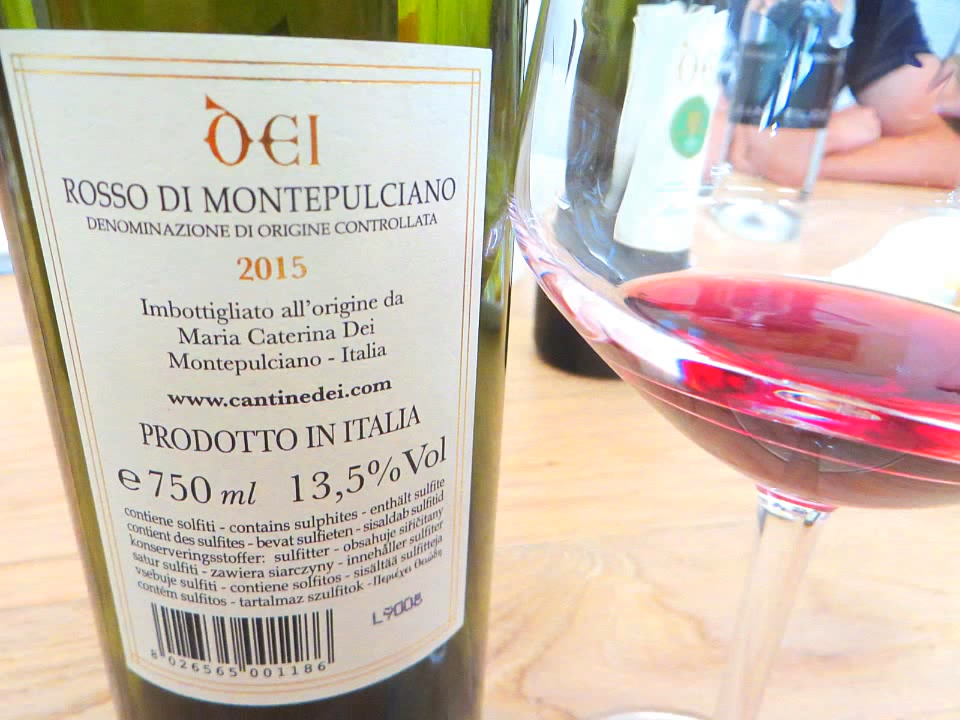 ÒEI
ROSSO DI MONTEPULCIANO
DENOMINAZIONE DI ORIGINE CONTROLLATA
2015
Imbottigliato all'origine da
Maria Caterina Dei
Montepulciano - Italia
www.cantinedei.com
PRODOTTO IN ITALIA
e 750 ml 13,5% Vol
contiene solfiti - contains sulphites - enthält sulfite
contient des sulfites - bevat sulfieten - sisaldab sulfitid
konserveringsstoffer: sulfitter - obsahuje siřičitany
satur sulfiti - zawiera siarczyny - innehåller sulfiter
vsebuje sulfiti - contiene solfitos - sisältää sulfitteja
contém sulfitos - tartalmaz szulfitok - Περιέχει Θειώδη
L9008
8 026565 001186